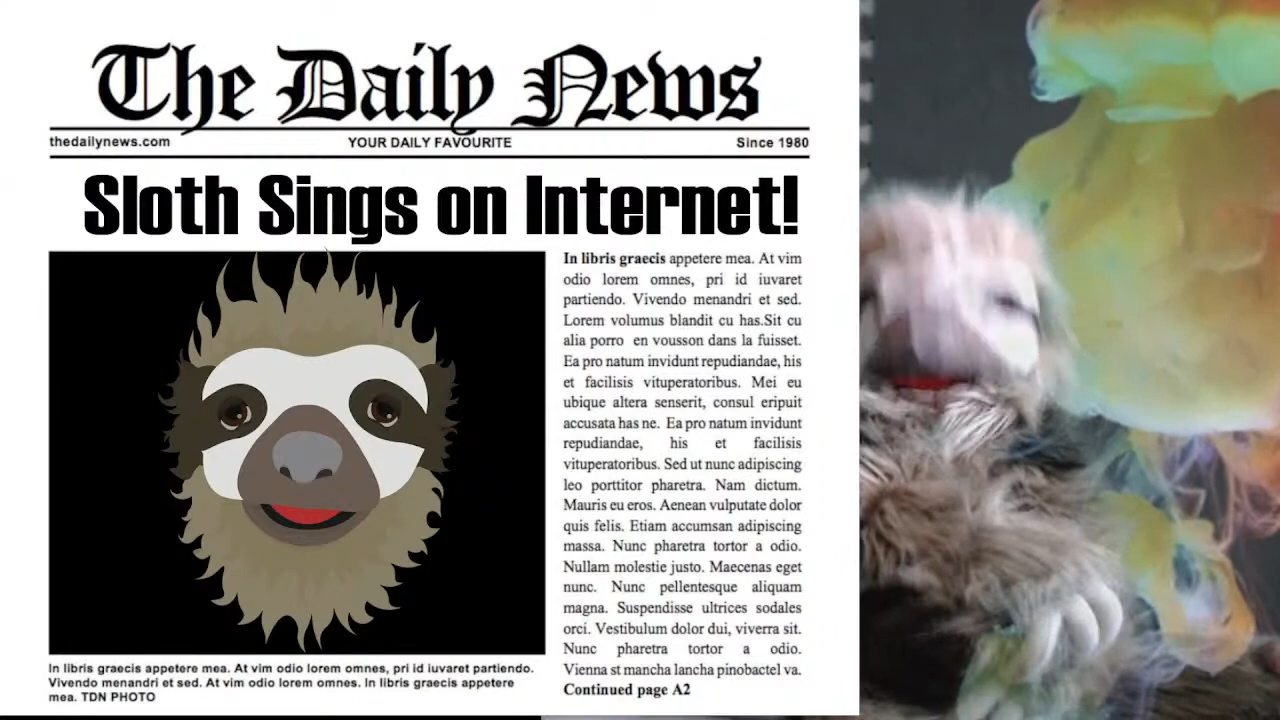 The Daily News
thedailynews.com YOUR DAILY FAVOURITE Since 1980
Sloth Sings on Internet!
In libris graecis appetere mea. At vim
odio lorem omnes, pri id iuvaret
partiendo. Vivendo menandri et sed.
Lorem volumus blandit cu has.Sit cu
alia porro en vousson dans la fuisset.
Ea pro natum invidunt repudiandae, his
et facilisis vituperatoribus. Mei eu
ubique altera senserit, consul eripuit
accusata has ne. Ea pro natum invidunt
repudiandae, his et facilisis
vituperatoribus. Sed ut nunc adipiscing
leo porttitor pharetra. Nam dictum.
Mauris eu eros. Aenean vulputate dolor
quis felis. Etiam accumsan adipiscing
massa. Nunc pharetra tortor a odio.
Nullam molestie justo. Maecenas eget
nunc. Nunc pellentesque aliquam
magna. Suspendisse ultrices sodales
orci. Vestibulum dolor dui, viverra sit.
Nunc pharetra tortor a odio.
Vienna st mancha lancha pinobactel va.
Continued page A2
In libris graecis appetere mea. At vim odio lorem omnes, pri id iuvaret partiendo.
Vivendo menandri et sed. At vim odio lorem omnes. In libris graecis appetere
mea. TDN PHOTO